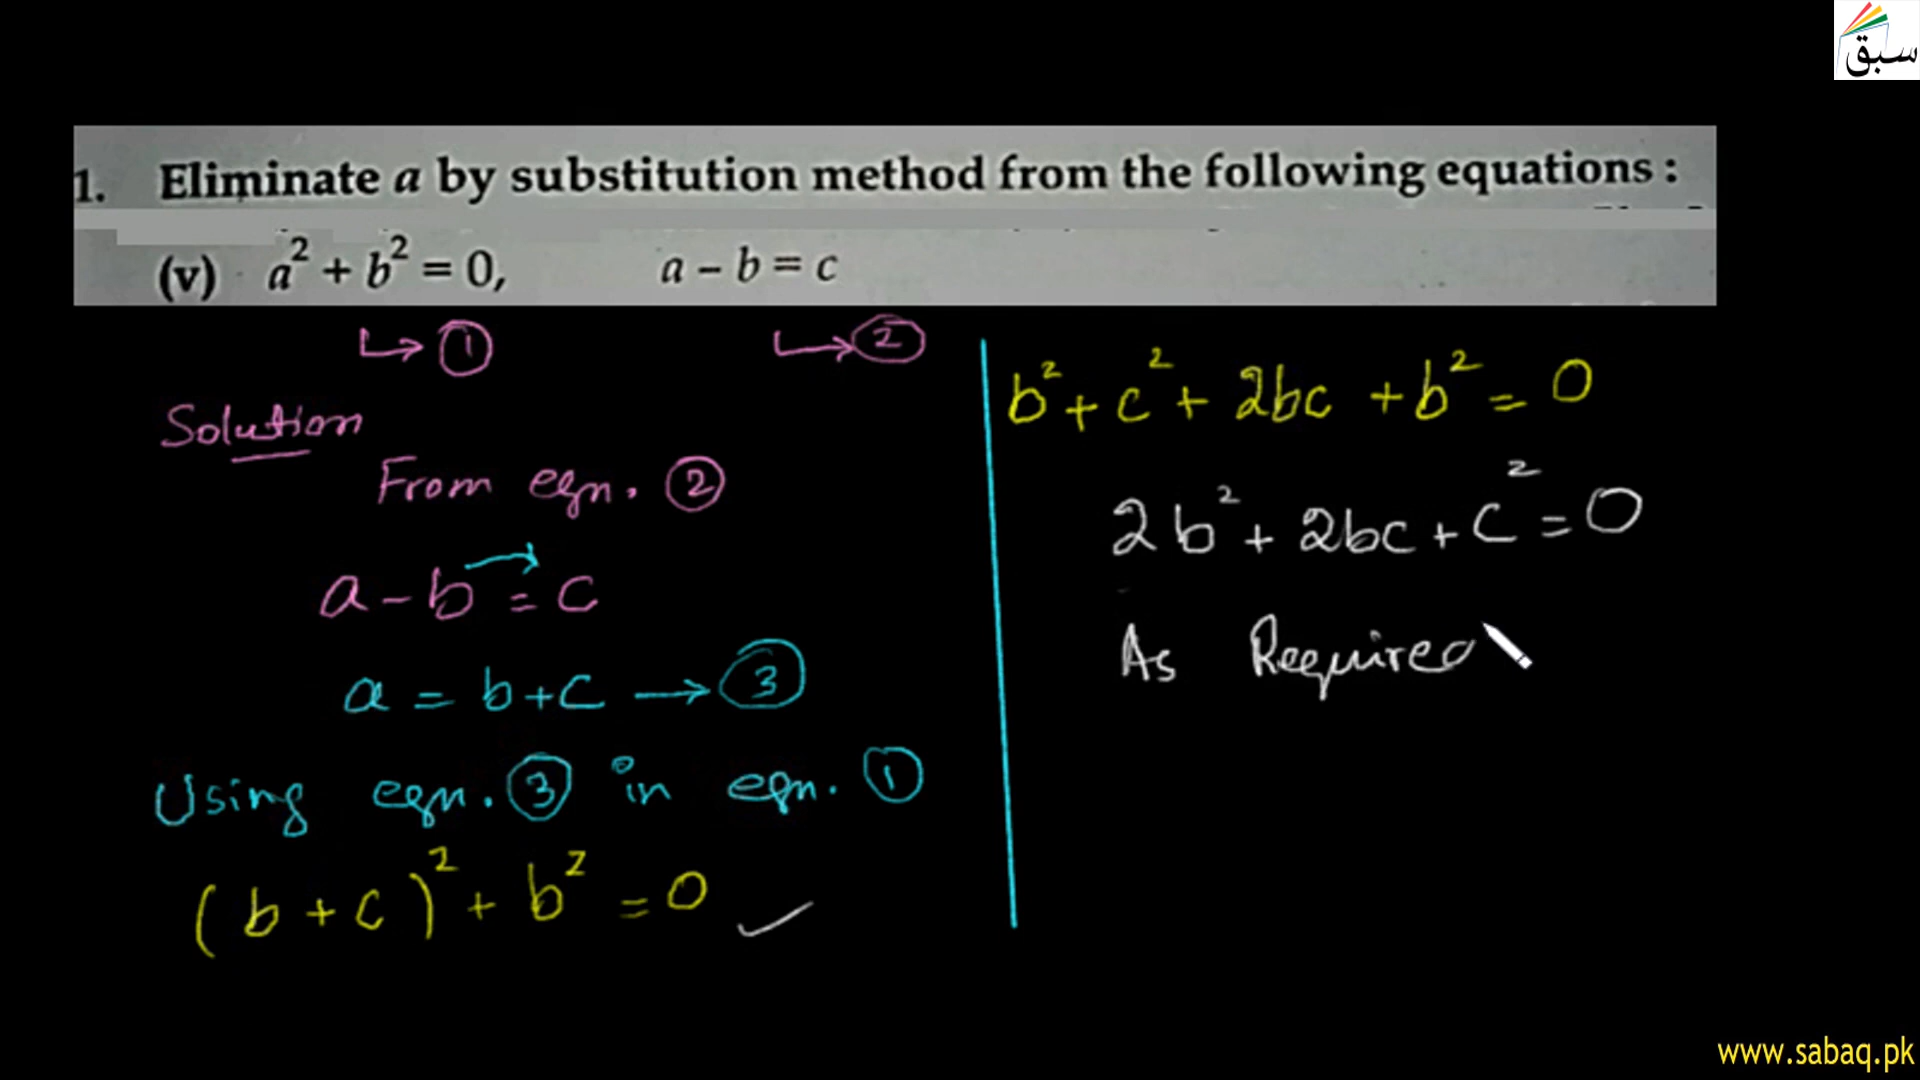 سبق
1. Eliminate a by substitution method from the following equations :
(v) a² + b² = 0, a – b = c
↳ ① ↳ ②
Solution
From eqn. ②
a - b = c
a = b + c → ③
Using eqn. ③ in eqn. ①
(b + c)² + b² = 0
b² + c² + 2bc + b² = 0
2b² + 2bc + c² = 0
As Required
www.sabaq.pk